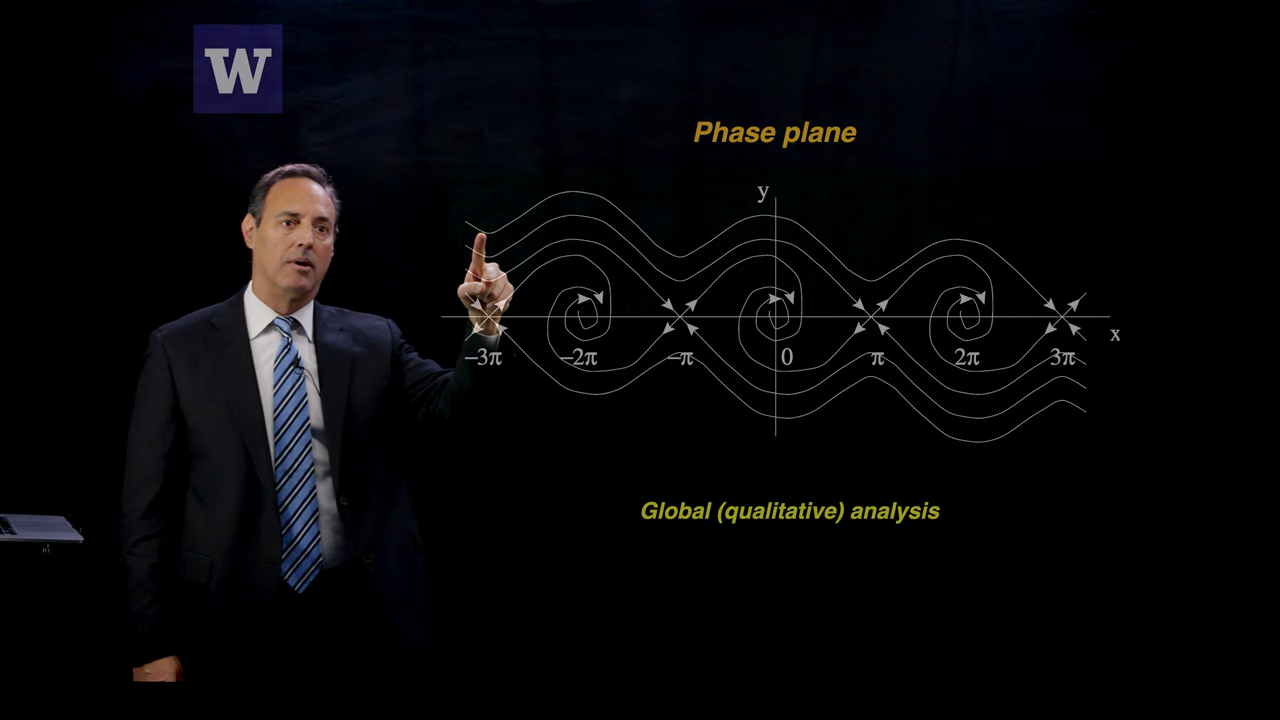 W
Phase plane
y
x
–3π –2π –π 0 π 2π 3π
Global (qualitative) analysis